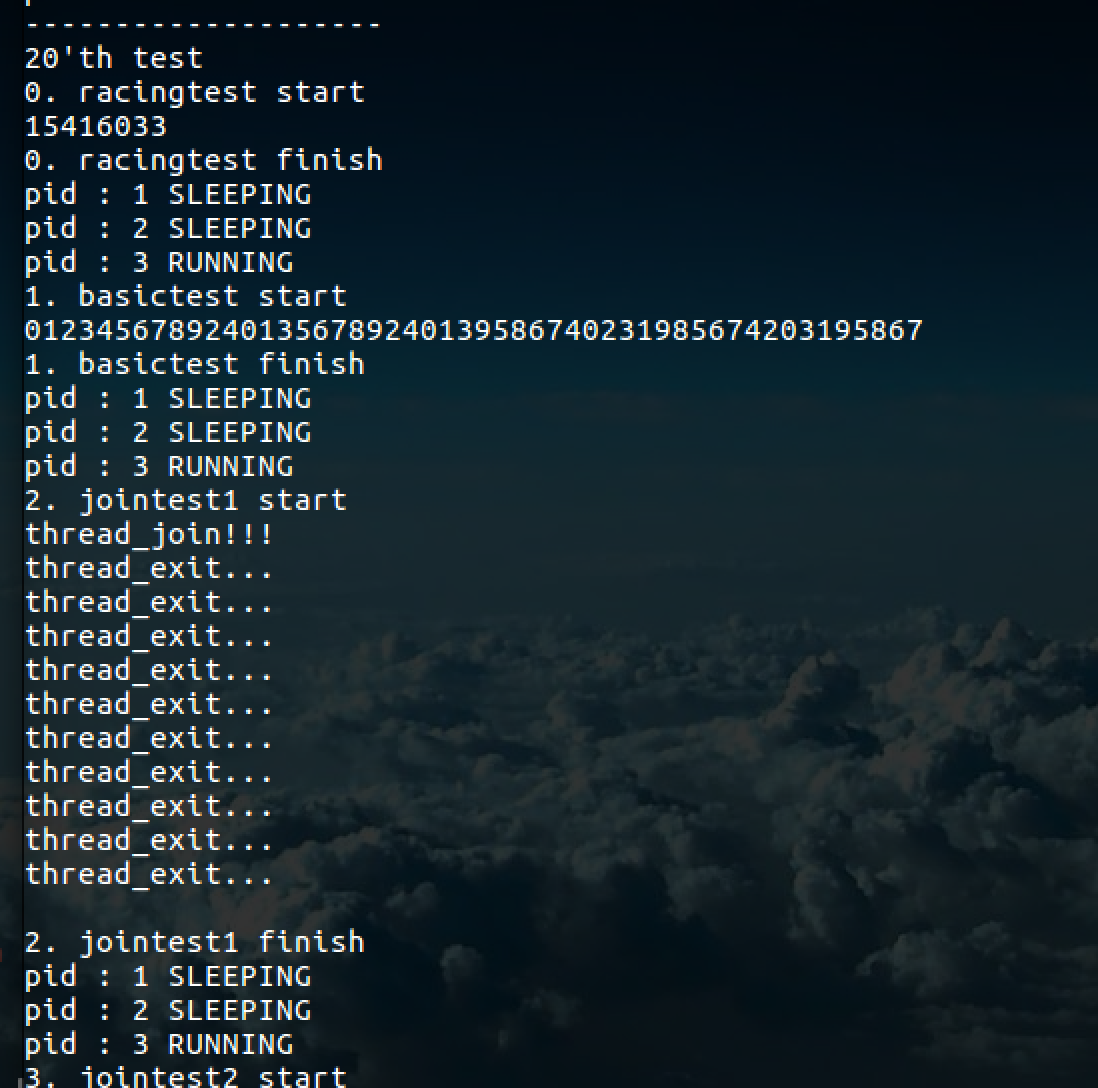 --------------------
20'th test
0. racingtest start
15416033
0. racingtest finish
pid : 1 SLEEPING
pid : 2 SLEEPING
pid : 3 RUNNING
1. basictest start
01234567892401356789240139586740231985674203195867
1. basictest finish
pid : 1 SLEEPING
pid : 2 SLEEPING
pid : 3 RUNNING
2. jointest1 start
thread_join!!!
thread_exit...
thread_exit...
thread_exit...
thread_exit...
thread_exit...
thread_exit...
thread_exit...
thread_exit...
thread_exit...
thread_exit...
2. jointest1 finish
pid : 1 SLEEPING
pid : 2 SLEEPING
pid : 3 RUNNING
3. jointest2 start